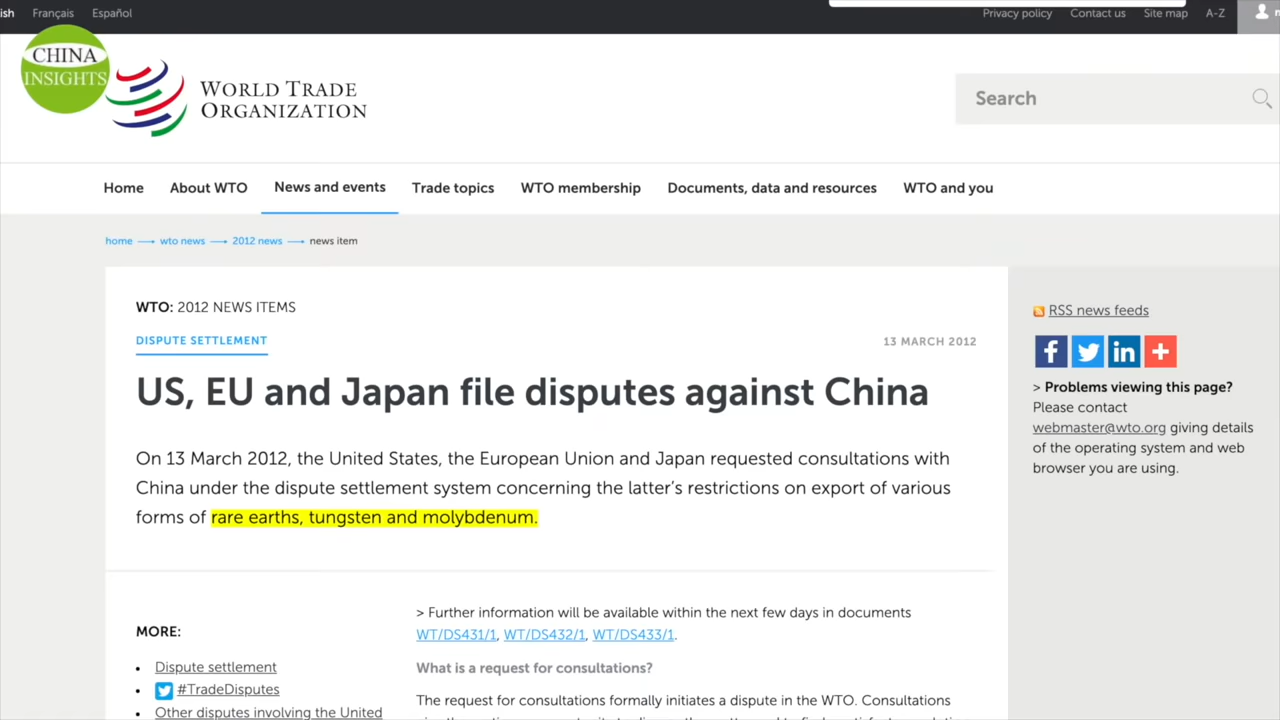 ish Français Español Privacy policy Contact us Site map A-Z
CHINA
INSIGHTS
WORLD TRADE
ORGANIZATION
Search
Home About WTO News and events Trade topics WTO membership Documents, data and resources WTO and you
home → wto news → 2012 news → news item
WTO: 2012 NEWS ITEMS
DISPUTE SETTLEMENT
13 MARCH 2012
US, EU and Japan file disputes against China
On 13 March 2012, the United States, the European Union and Japan requested consultations with
China under the dispute settlement system concerning the latter's restrictions on export of various
forms of rare earths, tungsten and molybdenum.
RSS news feeds
> Problems viewing this page?
Please contact
webmaster@wto.org giving details
of the operating system and web
browser you are using.
MORE:
• Dispute settlement
• #TradeDisputes
• Other disputes involving the United
> Further information will be available within the next few days in documents
WT/DS431/1, WT/DS432/1, WT/DS433/1.
What is a request for consultations?
The request for consultations formally initiates a dispute in the WTO. Consultations